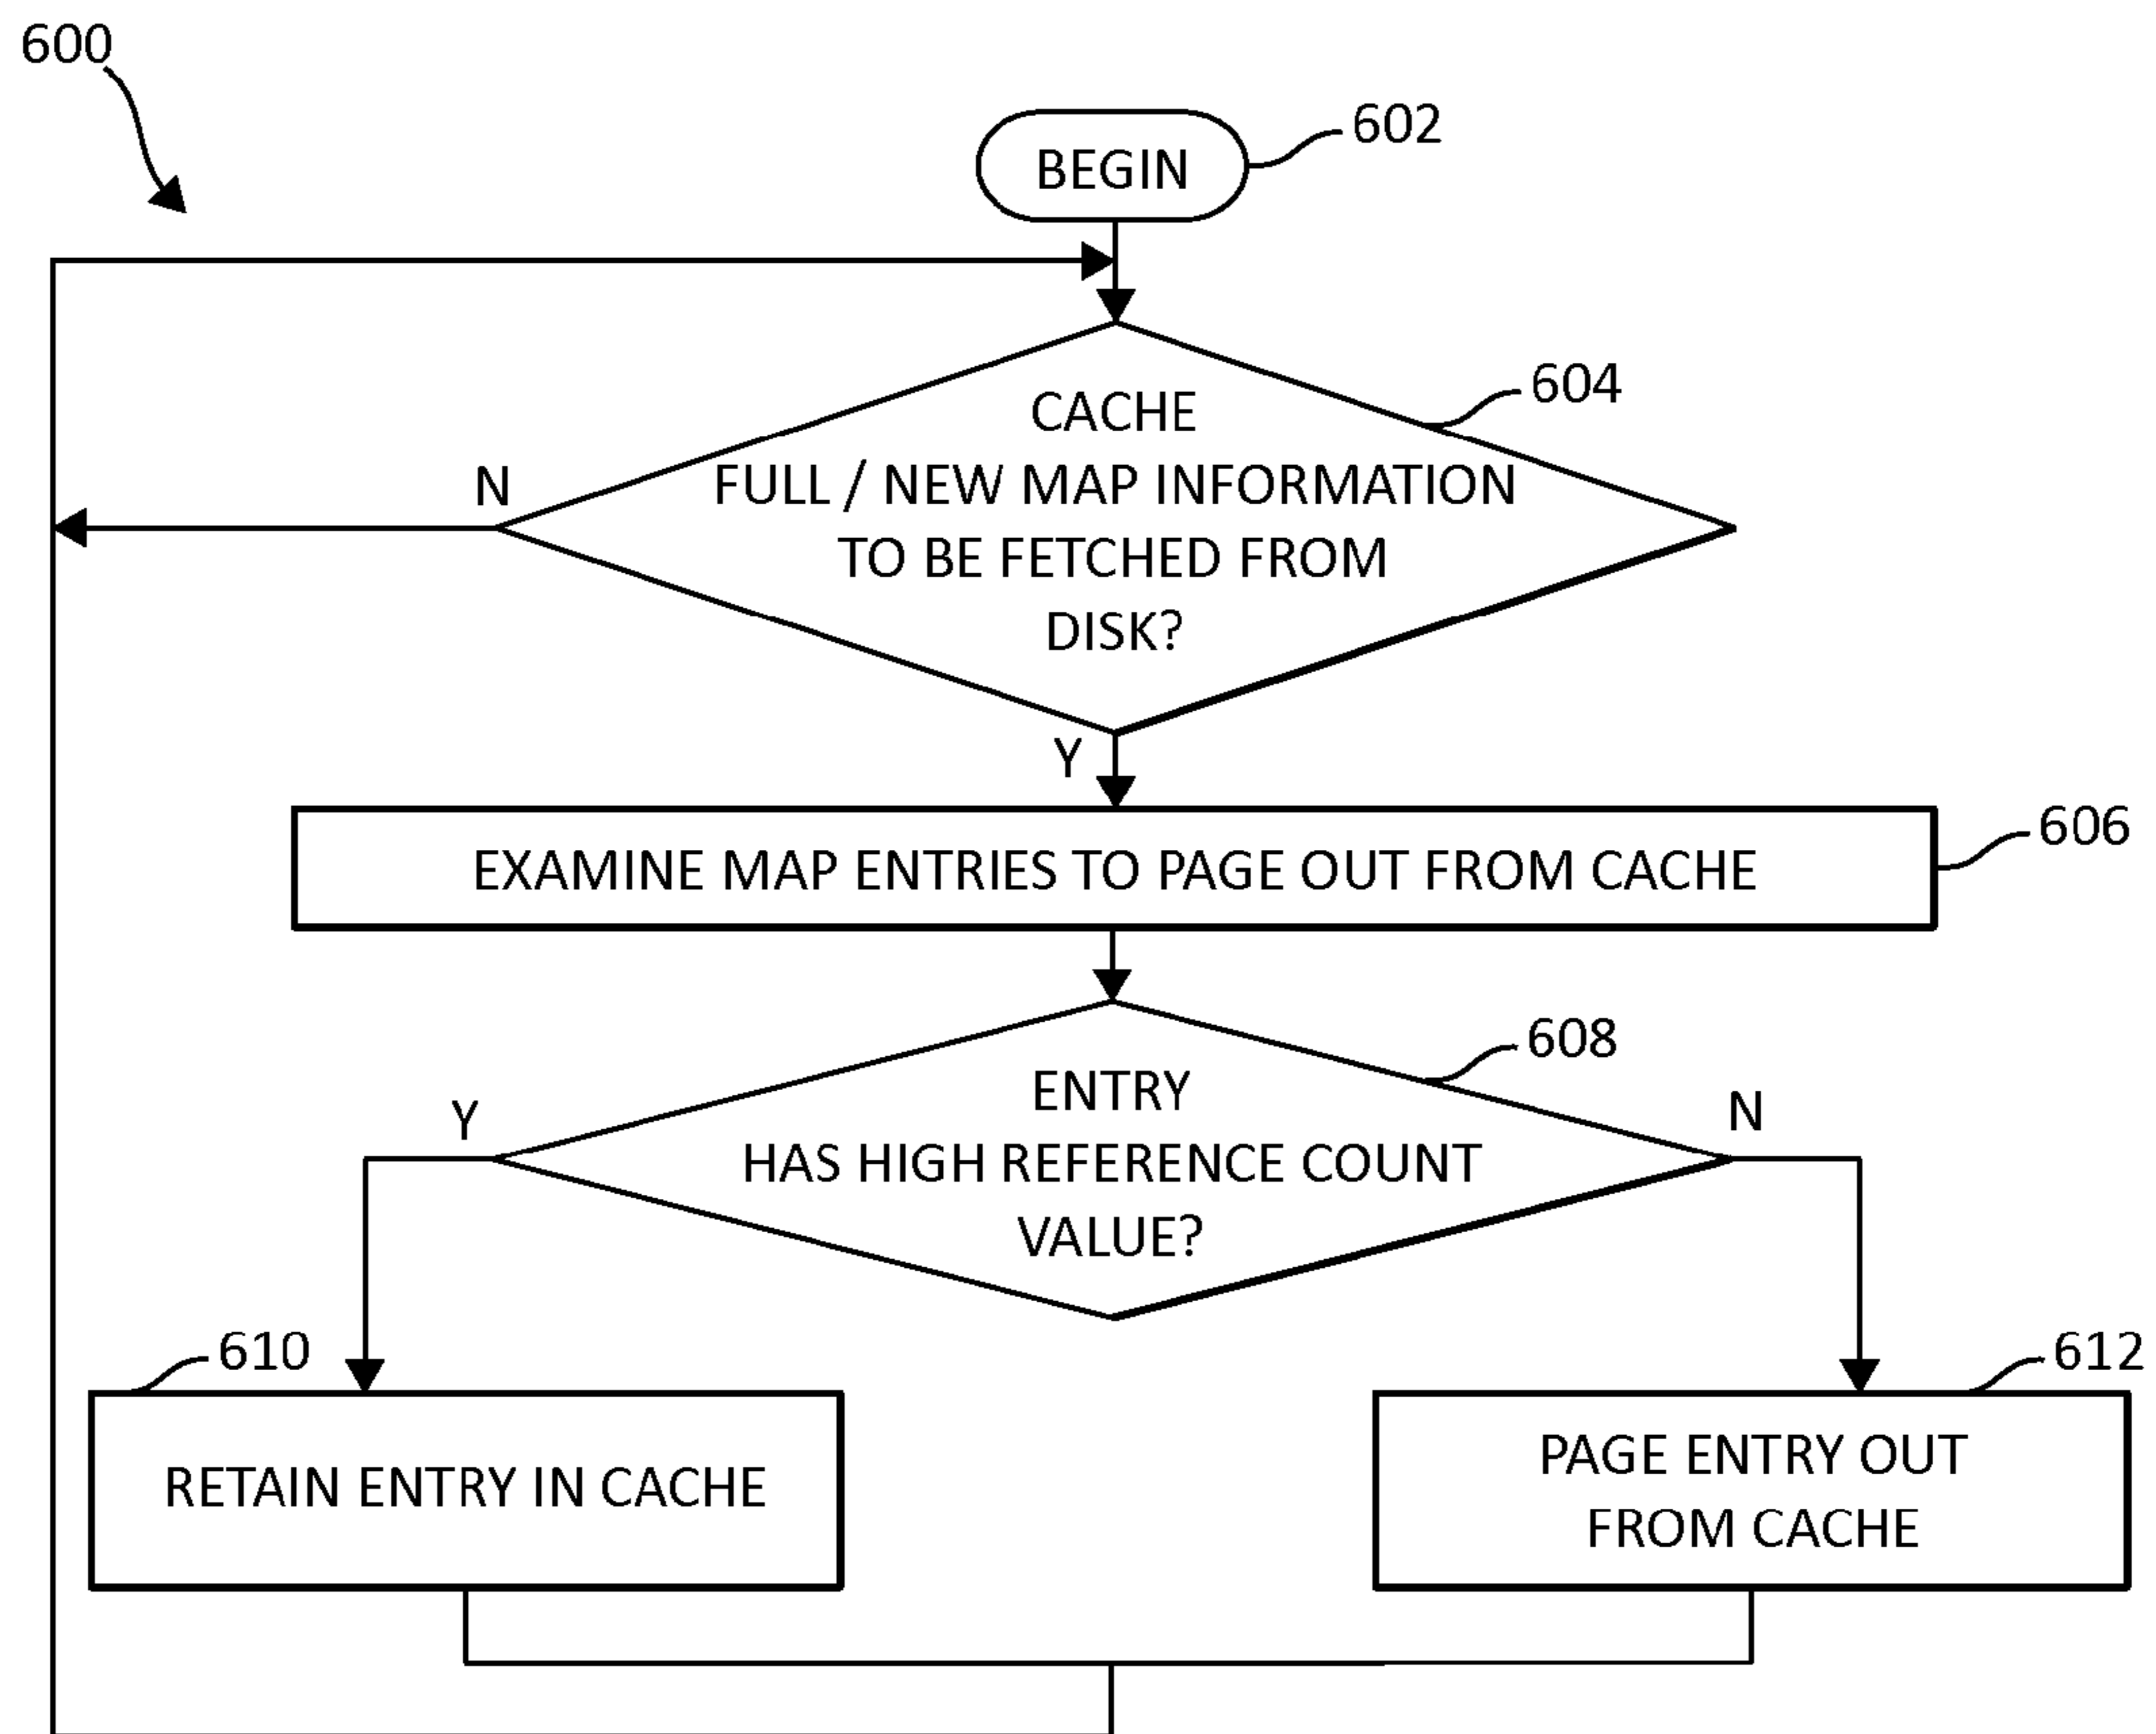 600
BEGIN
602
CACHE
FULL / NEW MAP INFORMATION
TO BE FETCHED FROM
DISK?
604
N
Y
EXAMINE MAP ENTRIES TO PAGE OUT FROM CACHE
606
ENTRY
HAS HIGH REFERENCE COUNT
VALUE?
608
Y
N
610
RETAIN ENTRY IN CACHE
612
PAGE ENTRY OUT
FROM CACHE